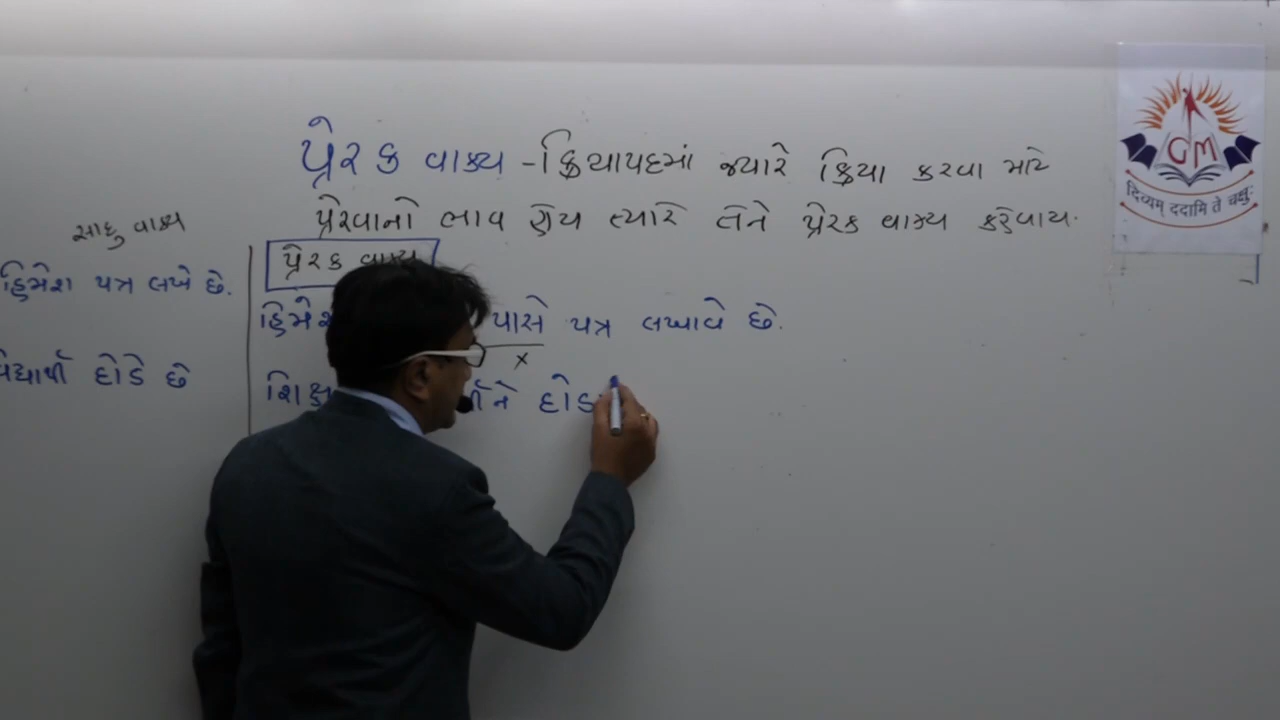 પ્રેરક વાક્ય - ક્રિયાપદમાં જ્યારે ક્રિયા કરવા માટે
પ્રેરવાનો ભાવ હોય ત્યારે તેને પ્રેરક વાક્ય કહેવાય.
સાદુ વાક્ય
હિમેશ પત્ર લખે છે.
દોડે છે
પ્રેરક વાક્ય
પાસે પત્ર લખાવે છે.
x
GM
दिव्यम् ददामि ते चक्षुः